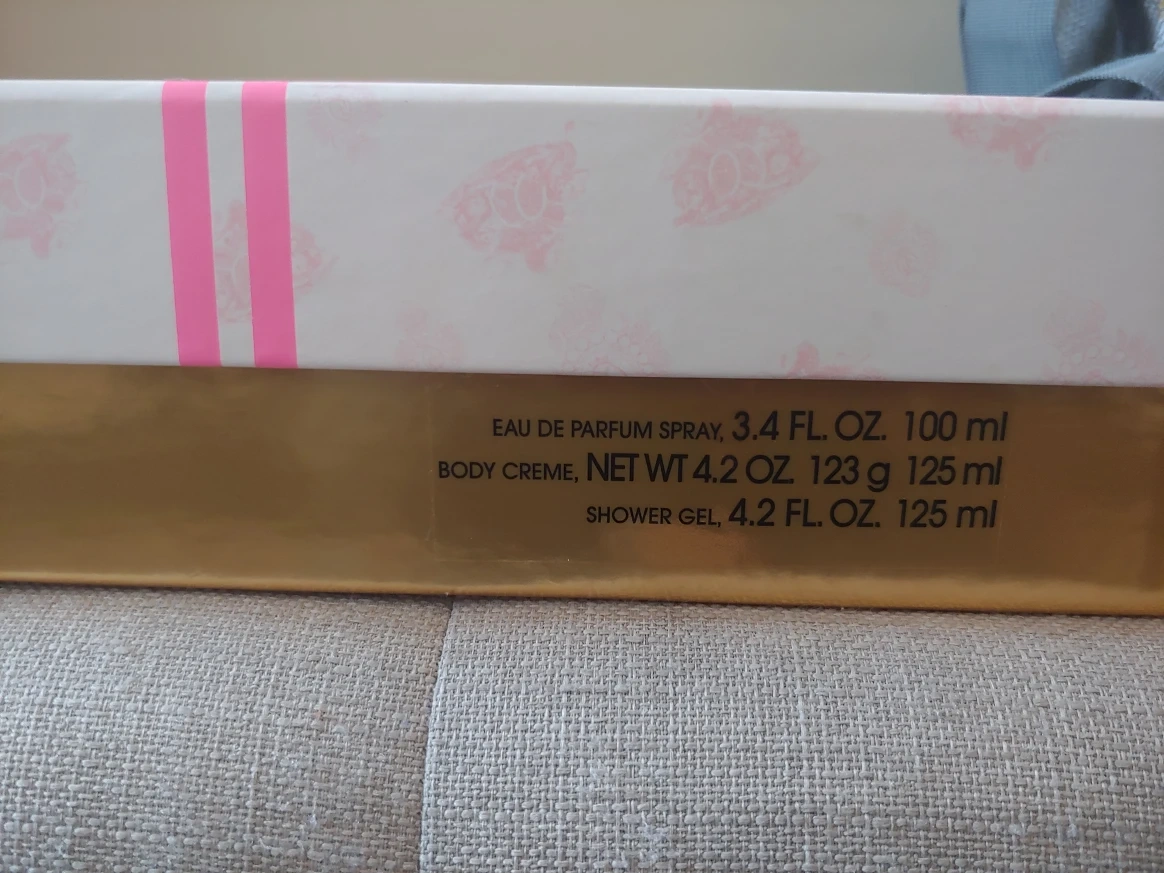 EAU DE PARFUM SPRAY, 3.4 FL. OZ. 100 ml
BODY CREME, NET WT 4.2 OZ. 123 g 125 ml
SHOWER GEL, 4.2 FL. OZ. 125 ml